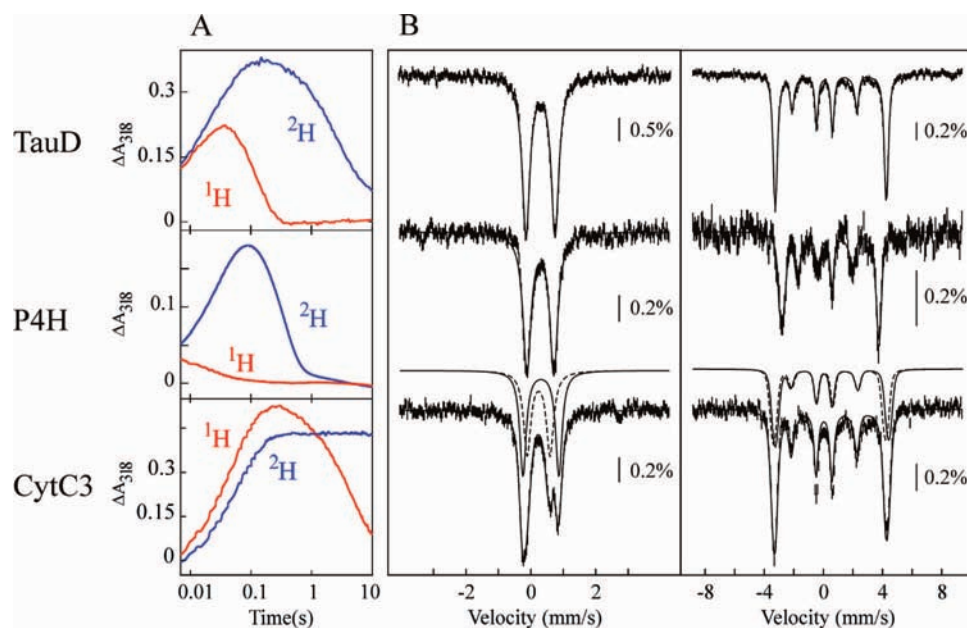 A
B
TauD
ΔA318
0.3
0.15
0
²H
¹H
0.5%
0.2%
P4H
ΔA318
0.1
0
²H
¹H
0.2%
0.2%
CytC3
ΔA318
0.3
0.15
0
¹H
²H
0.2%
0.2%
0.01 0.1 1 10
Time(s)
-2 0 2
Velocity (mm/s)
-8 -4 0 4 8
Velocity (mm/s)